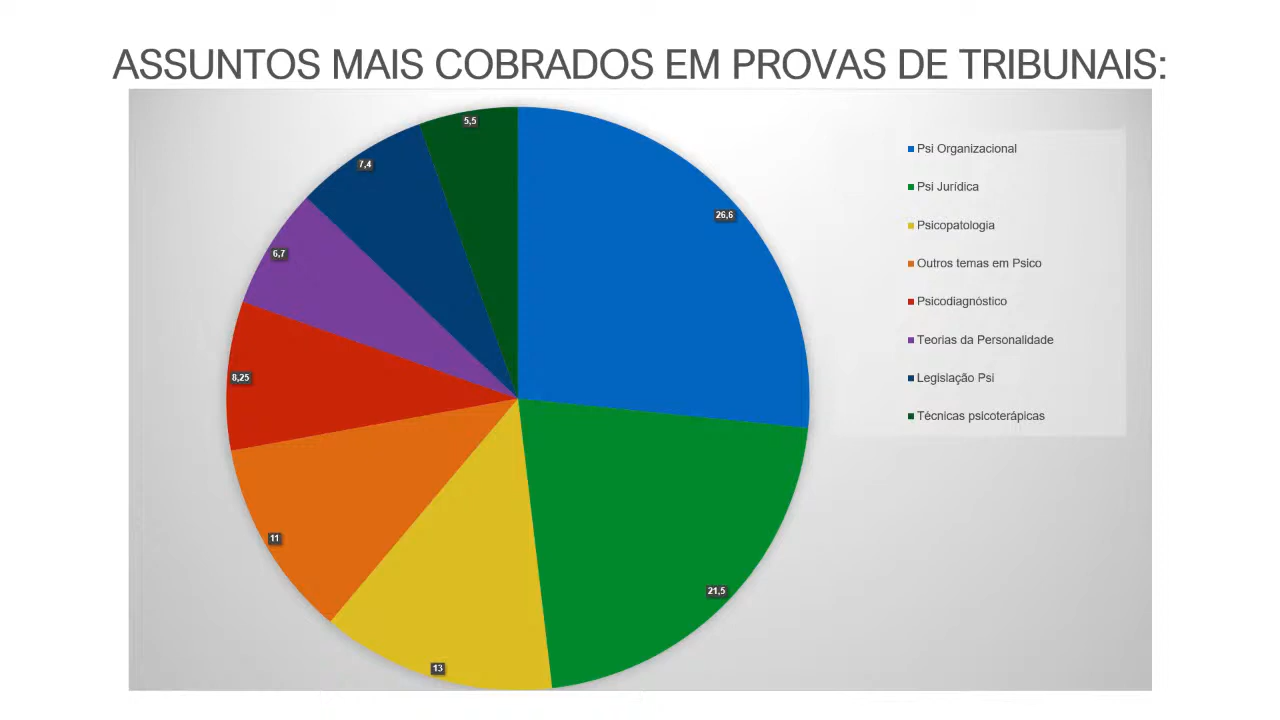 ASSUNTOS MAIS COBRADOS EM PROVAS DE TRIBUNAIS:
5,5
7,4
26,6
6,7
8,25
11
21,5
13
Psi Organizacional
Psi Jurídica
Psicopatologia
Outros temas em Psico
Psicodiagnóstico
Teorias da Personalidade
Legislação Psi
Técnicas psicoterápicas